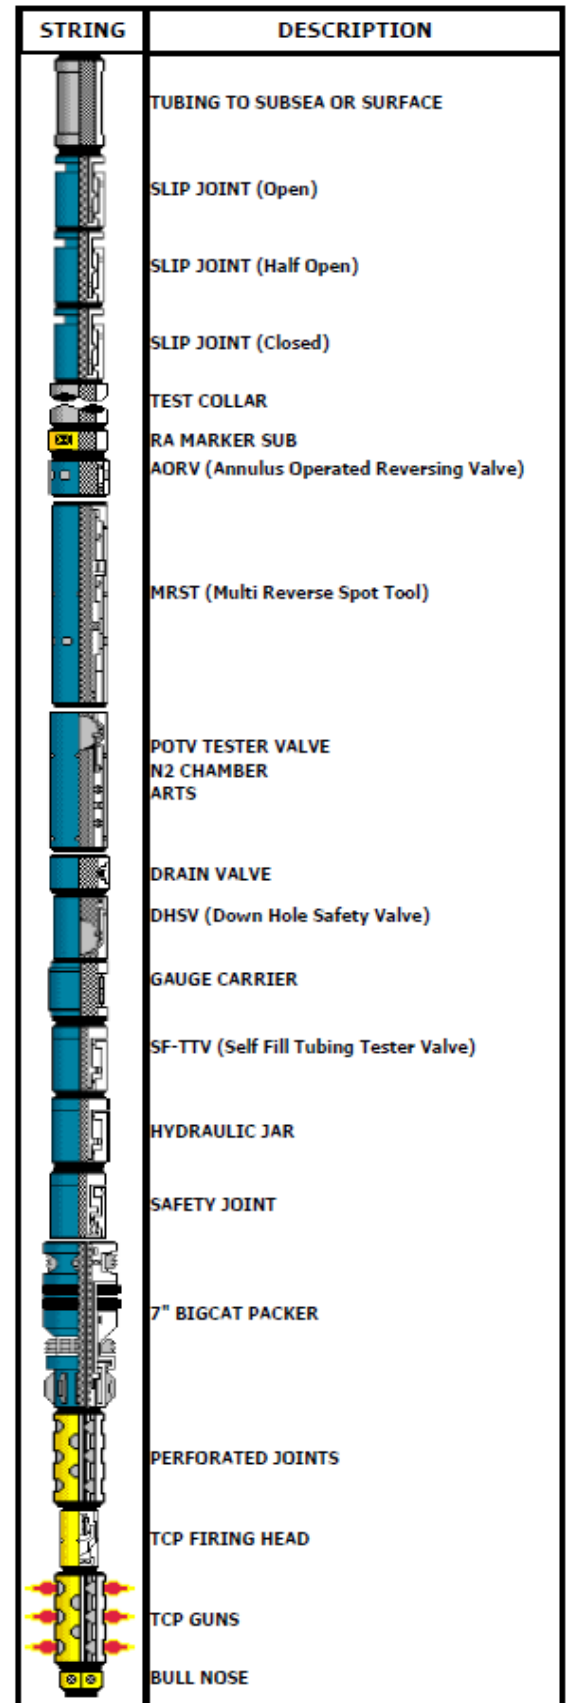 STRING DESCRIPTION
TUBING TO SUBSEA OR SURFACE
SLIP JOINT (Open)
SLIP JOINT (Half Open)
SLIP JOINT (Closed)
TEST COLLAR
RA MARKER SUB
AORV (Annulus Operated Reversing Valve)
MRST (Multi Reverse Spot Tool)
POTV TESTER VALVE
N2 CHAMBER
ARTS
DRAIN VALVE
DHSV (Down Hole Safety Valve)
GAUGE CARRIER
SF-TTV (Self Fill Tubing Tester Valve)
HYDRAULIC JAR
SAFETY JOINT
7" BIGCAT PACKER
PERFORATED JOINTS
TCP FIRING HEAD
TCP GUNS
BULL NOSE